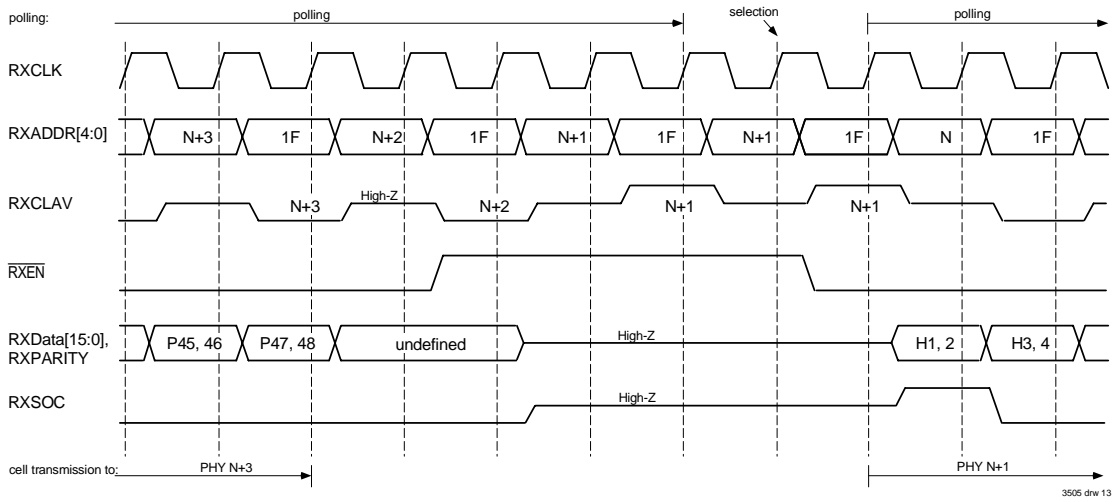 polling: polling selection polling
RXCLK
RXADDR[4:0] N+3 1F N+2 1F N+1 1F N+1 1F N 1F
RXCLAV N+3 High-Z N+2 N+1 N+1
RXEN
RXData[15:0], RXPARITY P45, 46 P47, 48 undefined High-Z H1, 2 H3, 4
RXSOC High-Z
cell transmission to: PHY N+3 PHY N+1
3505 drw 13